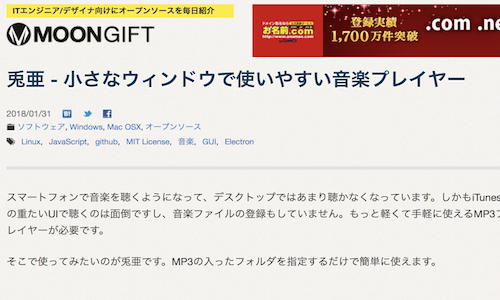 ITエンジニア/デザイナ向けにオープンソースを毎日紹介
MOONGIFT
ドメイン取るならお名前.com
お名前.com
登録実績
1,700万件突破
.com .ne
兎亜 - 小さなウィンドウで使いやすい音楽プレイヤー
2018/01/31
ソフトウェア, Windows, Mac OSX, オープンソース
Linux, JavaScript, github, MIT License, 音楽, GUI, Electron
スマートフォンで音楽を聴くようになって、デスクトップではあまり聴かなくなっています。しかもiTunes
の重たいUIで聴くのは面倒ですし、音楽ファイルの登録もしていません。もっと軽くて手軽に使えるMP3プ
レイヤーが必要です。
そこで使ってみたいのが兎亜です。MP3の入ったフォルダを指定するだけで簡単に使えます。